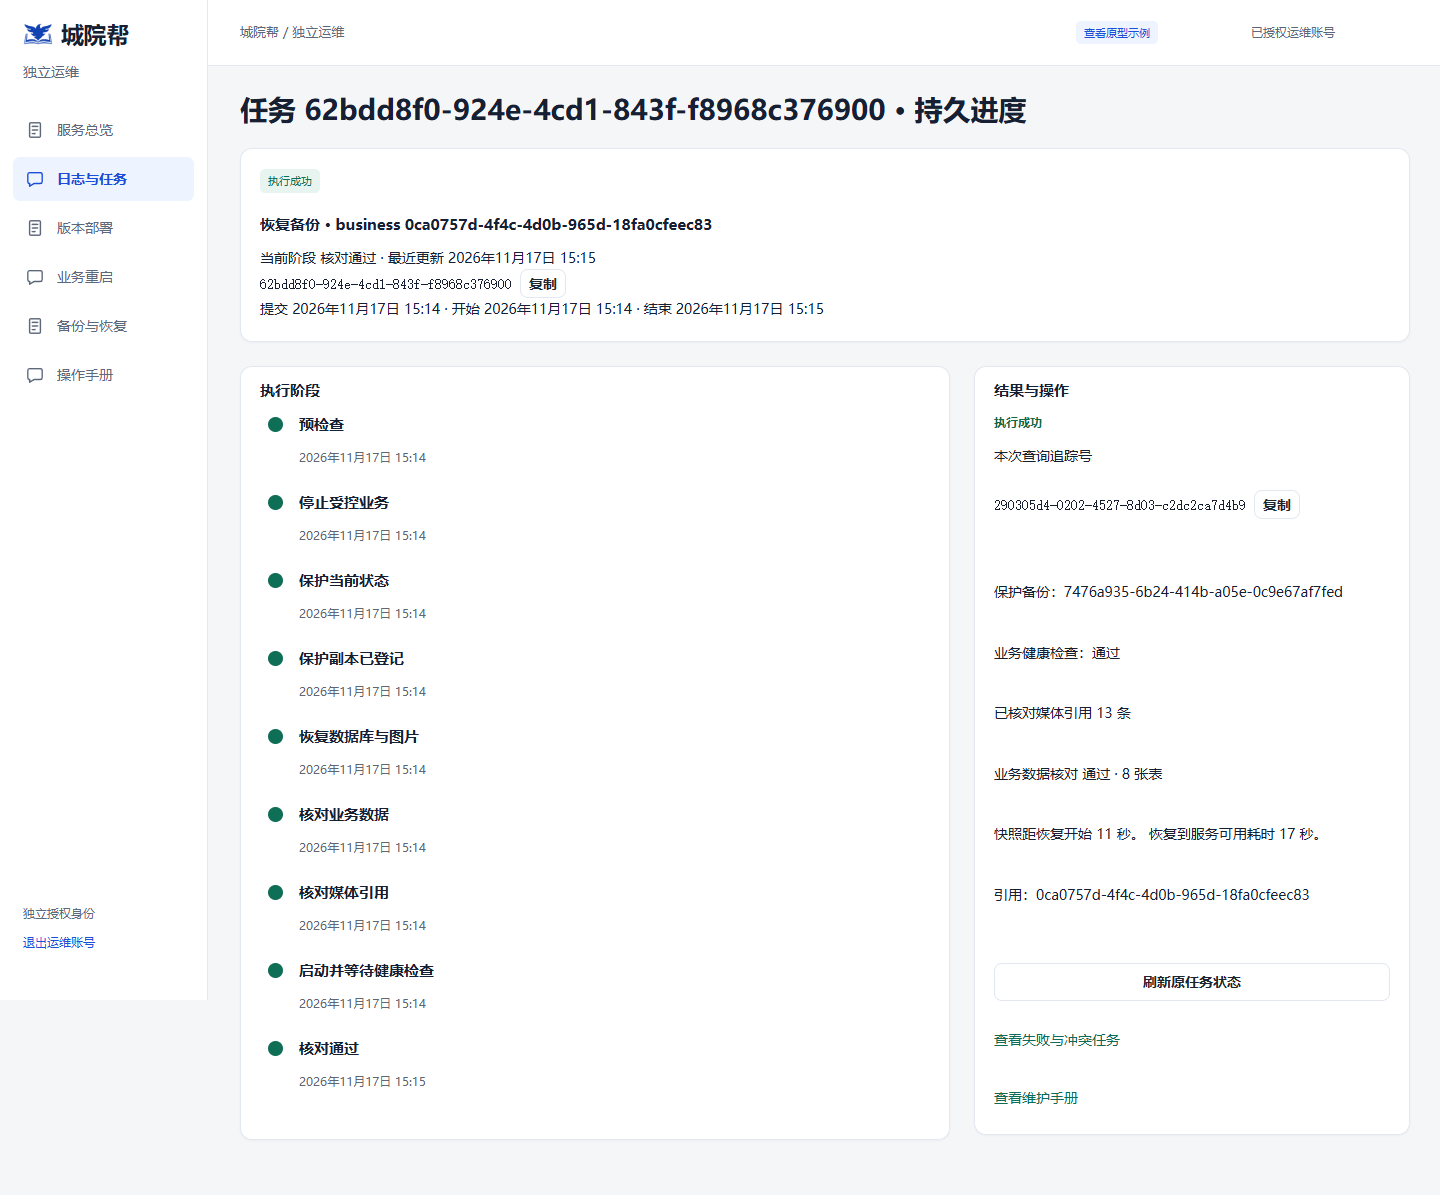 城院帮
独立运维
服务总览
日志与任务
版本部署
业务重启
备份与恢复
操作手册
独立授权身份
退出运维账号
城院帮 / 独立运维
查看原型示例
已授权运维账号
任务 62bdd8f0-924e-4cd1-843f-f8968c376900 • 持久进度
执行成功
恢复备份 • business 0ca0757d-4f4c-4d0b-965d-18fa0cfeec83
当前阶段 核对通过 · 最近更新 2026年11月17日 15:15
62bdd8f0-924e-4cd1-843f-f8968c376900 复制
提交 2026年11月17日 15:14 · 开始 2026年11月17日 15:14 · 结束 2026年11月17日 15:15
执行阶段
预检查
2026年11月17日 15:14
停止受控业务
2026年11月17日 15:14
保护当前状态
2026年11月17日 15:14
保护副本已登记
2026年11月17日 15:14
恢复数据库与图片
2026年11月17日 15:14
核对业务数据
2026年11月17日 15:14
核对媒体引用
2026年11月17日 15:14
启动并等待健康检查
2026年11月17日 15:14
核对通过
2026年11月17日 15:15
结果与操作
执行成功
本次查询追踪号
290305d4-0202-4527-8d03-c2dc2ca7d4b9 复制
保护备份：7476a935-6b24-414b-a05e-0c9e67af7fed
业务健康检查：通过
已核对媒体引用 13 条
业务数据核对 通过 · 8 张表
快照距恢复开始 11 秒。 恢复到服务可用耗时 17 秒。
引用：0ca0757d-4f4c-4d0b-965d-18fa0cfeec83
刷新原任务状态
查看失败与冲突任务
查看维护手册